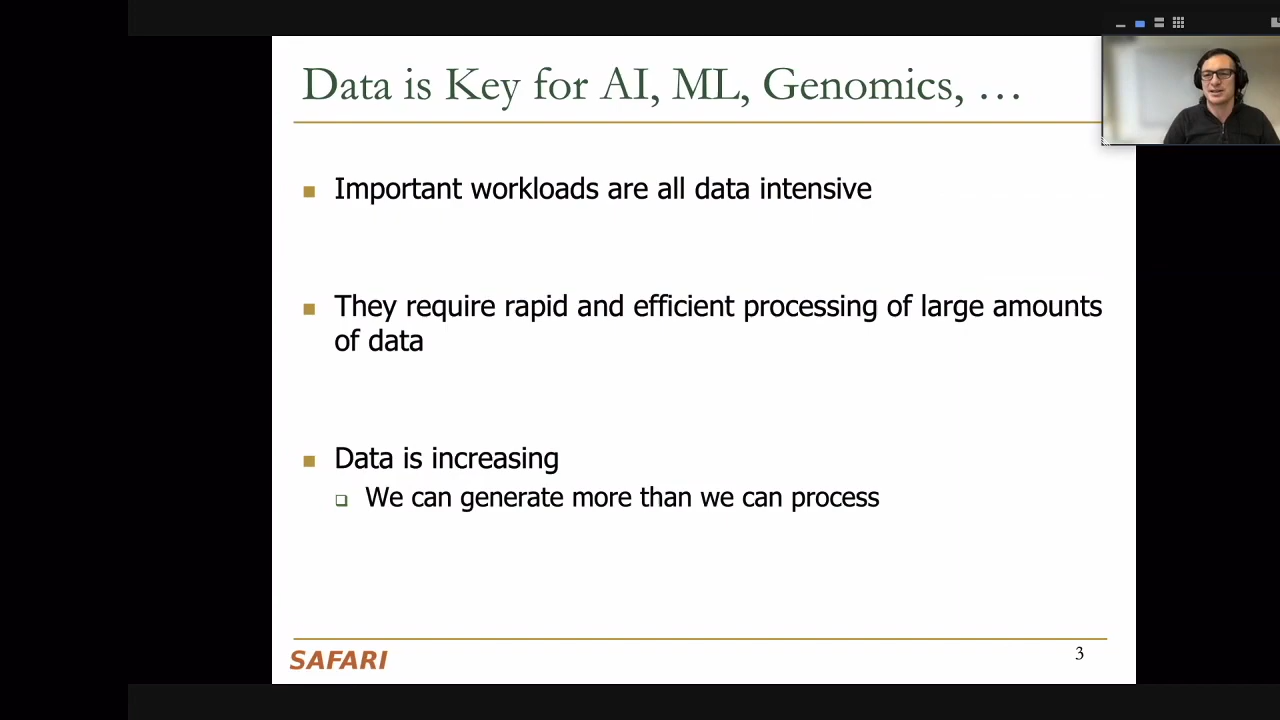 Data is Key for AI, ML, Genomics, …
Important workloads are all data intensive
They require rapid and efficient processing of large amounts
of data
Data is increasing
We can generate more than we can process
SAFARI
3